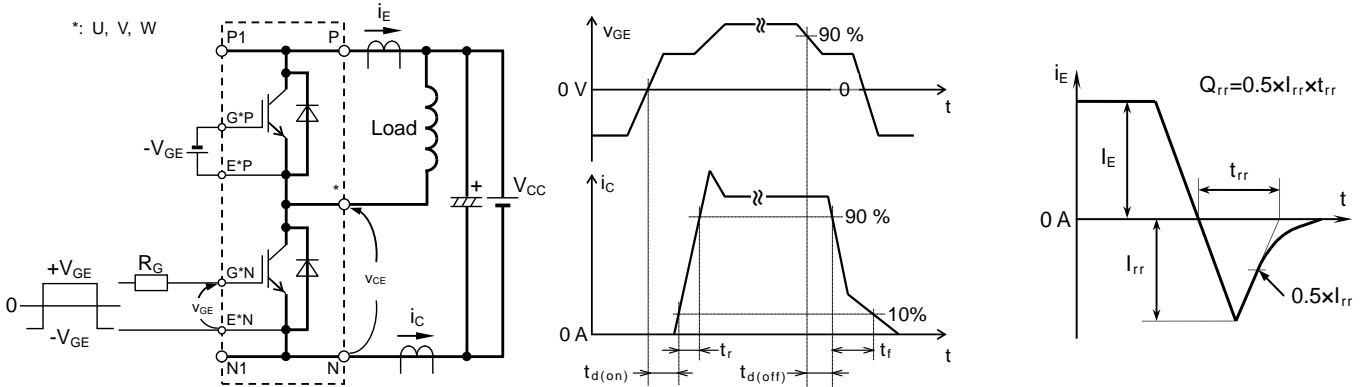 *: U, V, W
P1
P
iE
G*P
-VGE
E*P
Load
*
+
VCC
+VGE
0
-VGE
RG
G*N
vGE
E*N
vCE
iC
N1
N
vGE
90 %
0 V
0
t
iC
90 %
10%
0 A
tr
tf
t
td(on)
td(off)
iE
Qrr=0.5×Irr×trr
IE
trr
t
0 A
Irr
0.5×Irr